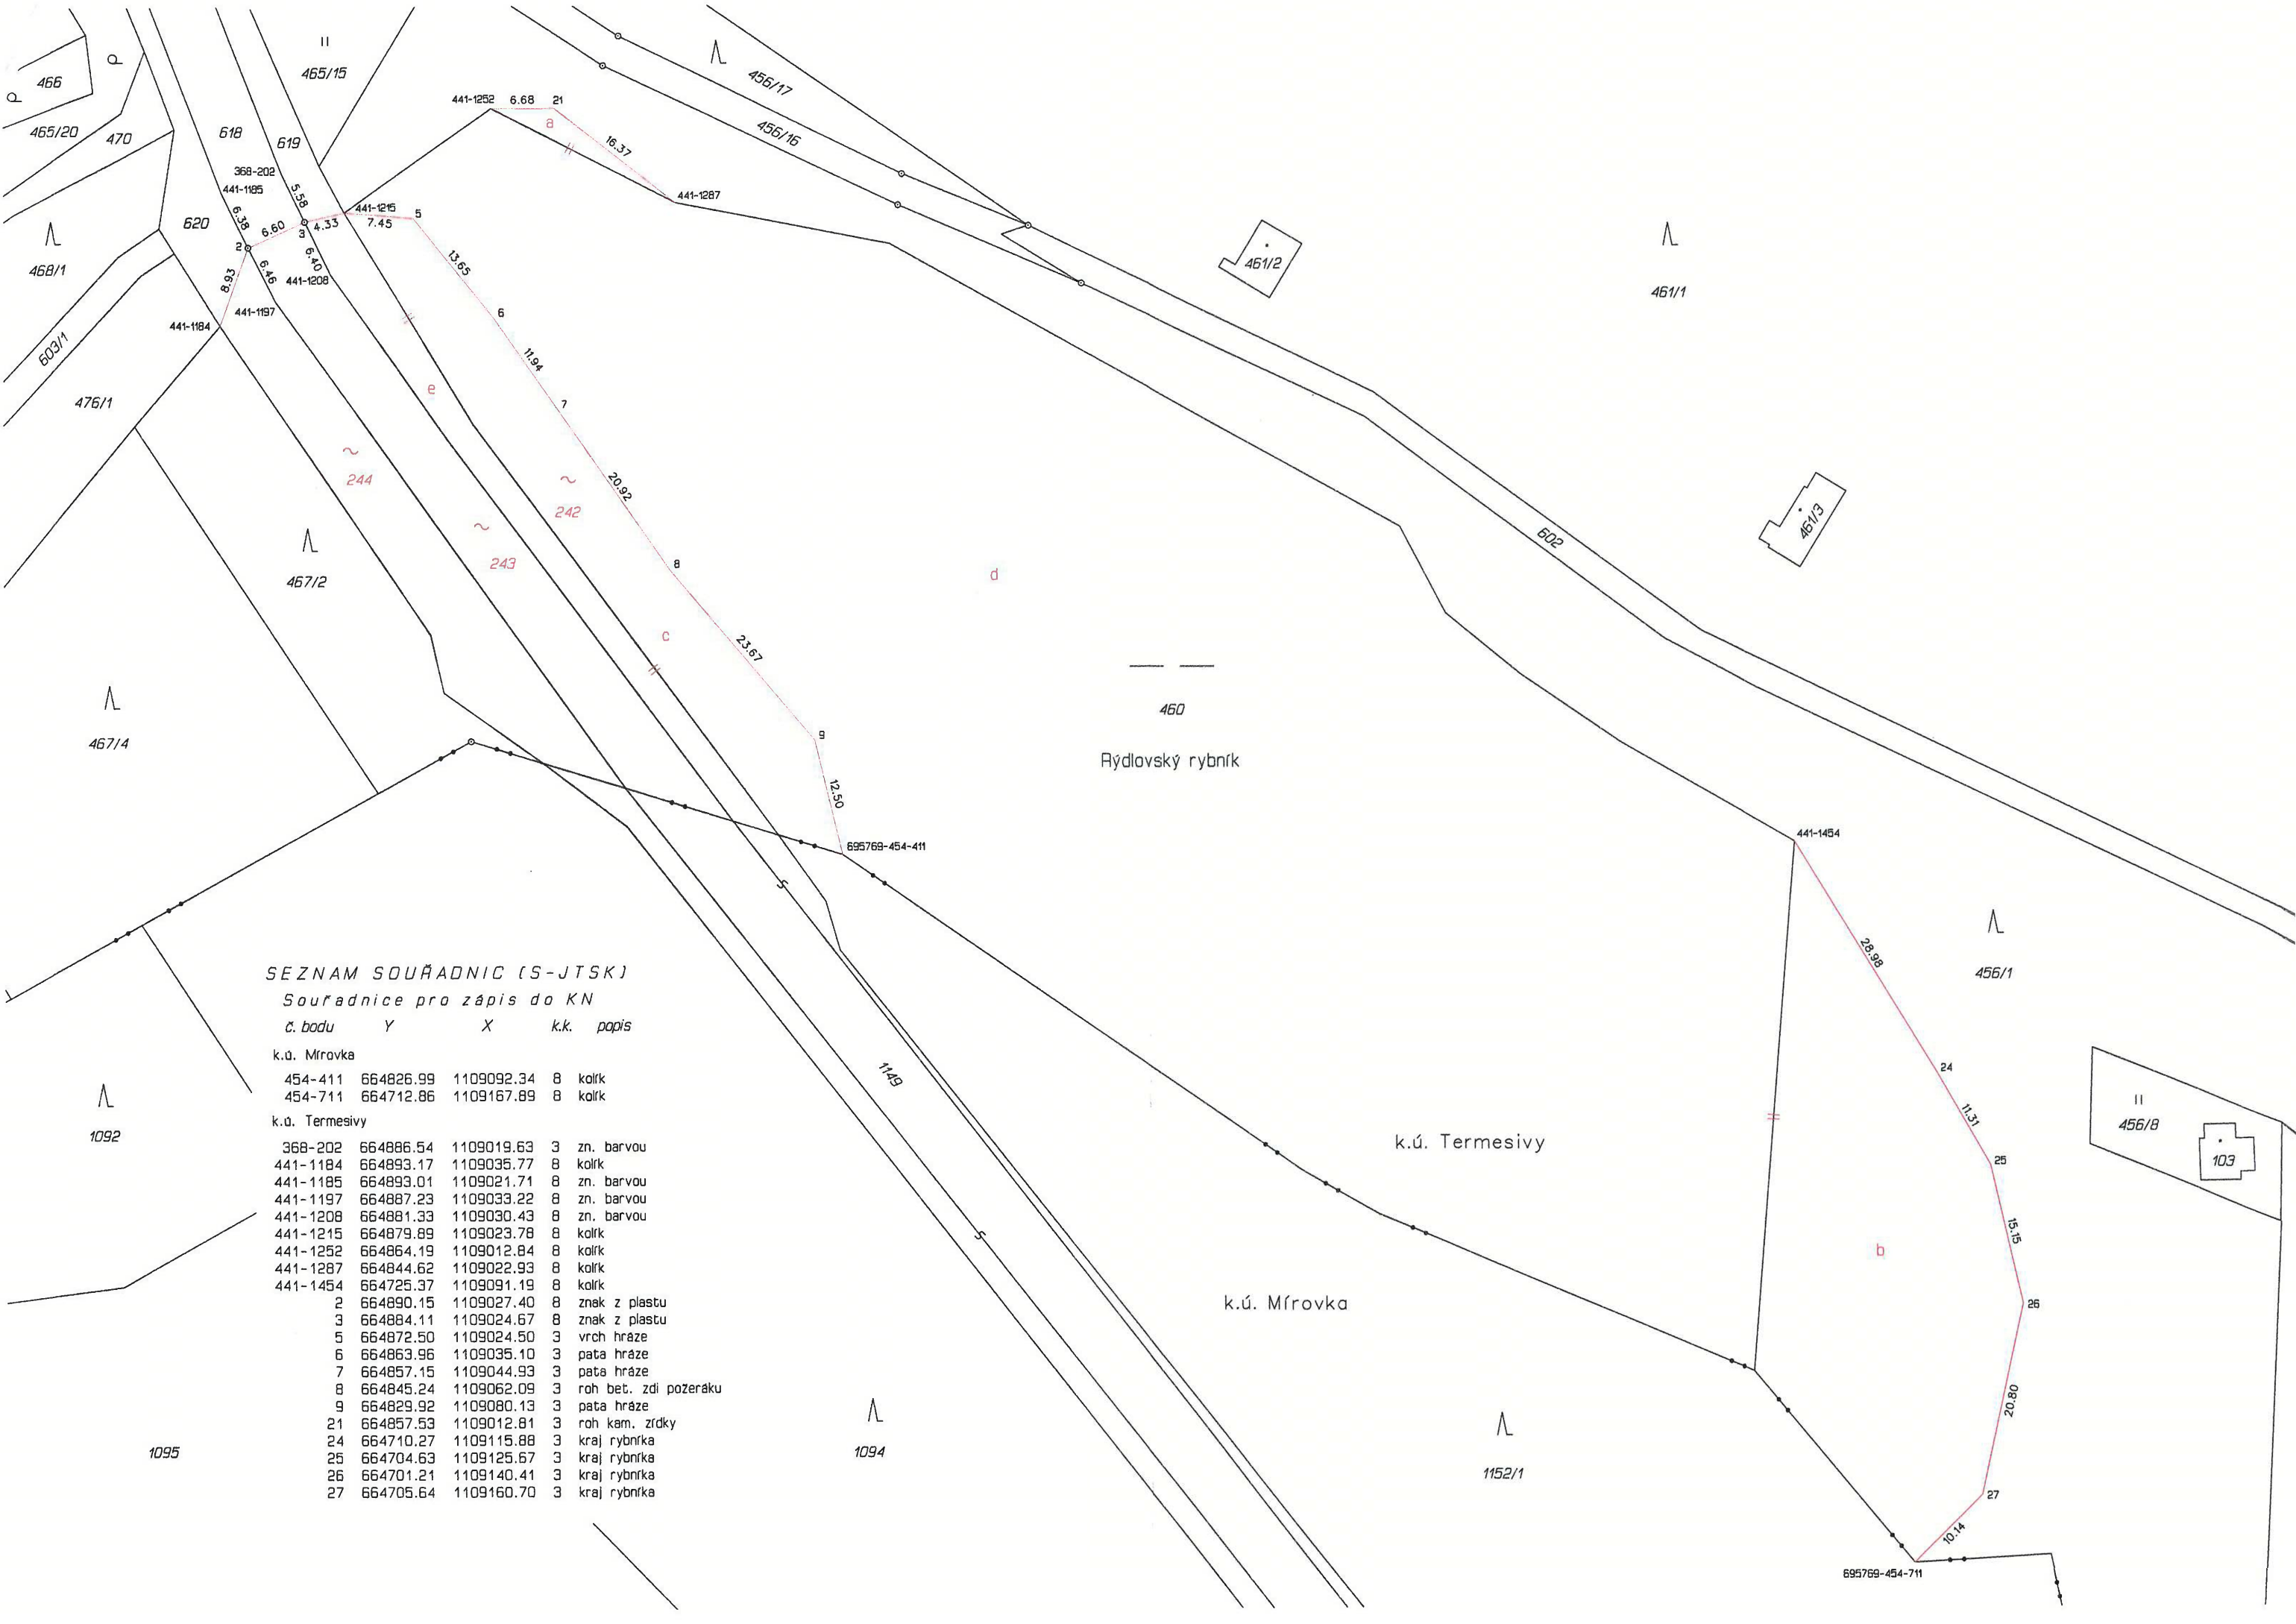 466
465/20
470
465/15
618
619
620
468/1
603/1
476/1
368-202
441-1185
5.58
6.38
6.60
4.33
2
3
8.93
6.46
6.40
441-1208
441-1197
441-1184
441-1215
7.45
5
441-1252
6.68
21
a
16.37
441-1287
456/17
456/16
461/2
461/1
461/3
602
13.65
6
11.94
7
20.92
8
23.67
9
12.50
695769-454-411
e
244
243
242
c
d
467/2
467/4
460
Rýdlovský rybník
441-1454
28.98
24
11.31
25
15.15
26
20.80
27
10.14
695769-454-711
b
456/1
456/8
103
k.ú. Termesivy
k.ú. Mírovka
1149
1092
1095
1094
1152/1
SEZNAM SOUŘADNIC (S-JTSK)
Souřadnice pro zápis do KN
č. bodu Y X k.k. popis
k.ú. Mírovka
454-411 664826.99 1109092.34 8 kolík
454-711 664712.86 1109167.89 8 kolík
k.ú. Termesivy
368-202 664886.54 1109019.63 3 zn. barvou
441-1184 664893.17 1109035.77 8 kolík
441-1185 664893.01 1109021.71 8 zn. barvou
441-1197 664887.23 1109033.22 8 zn. barvou
441-1208 664881.33 1109030.43 8 zn. barvou
441-1215 664879.89 1109023.78 8 kolík
441-1252 664864.19 1109012.84 8 kolík
441-1287 664844.62 1109022.93 8 kolík
441-1454 664725.37 1109091.19 8 kolík
2 664890.15 1109027.40 8 znak z plastu
3 664884.11 1109024.67 8 znak z plastu
5 664872.50 1109024.50 3 vrch hráze
6 664863.96 1109035.10 3 pata hráze
7 664857.15 1109044.93 3 pata hráze
8 664845.24 1109062.09 3 roh bet. zdi požeráku
9 664829.92 1109080.13 3 pata hráze
21 664857.53 1109012.81 3 roh kam. zídky
24 664710.27 1109115.88 3 kraj rybníka
25 664704.63 1109125.67 3 kraj rybníka
26 664701.21 1109140.41 3 kraj rybníka
27 664705.64 1109160.70 3 kraj rybníka